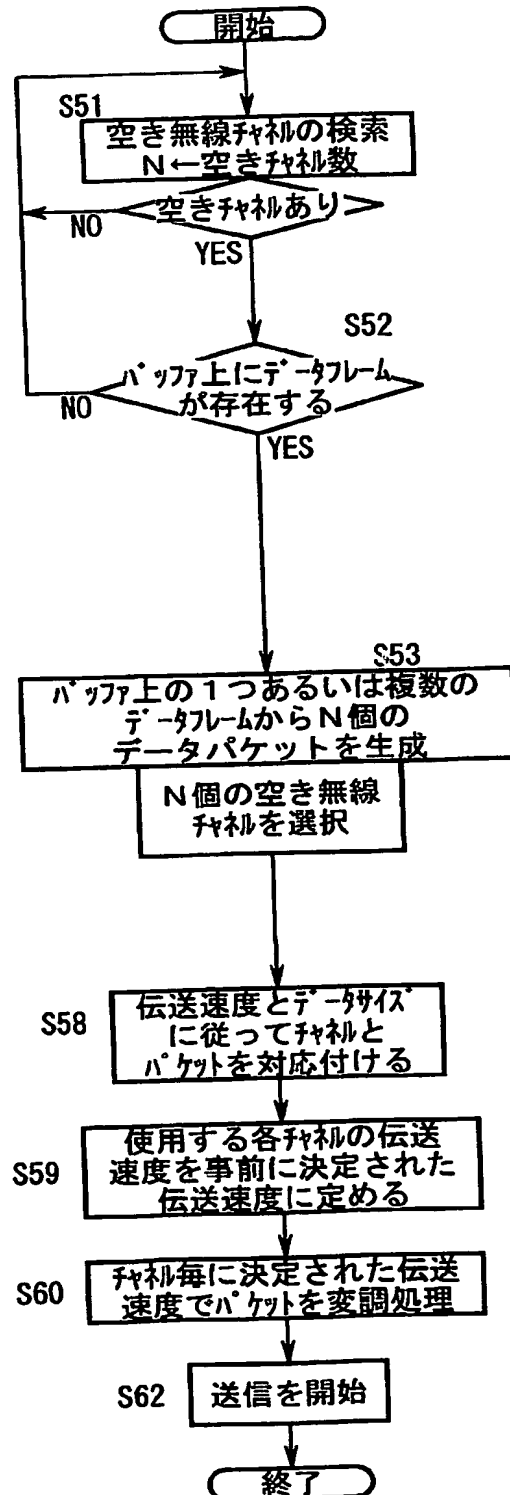 開始
S51
空き無線チャネルの検索
N←空きチャネル数
空きチャネルあり
NO
YES
S52
バッファ上にデータフレーム
が存在する
NO
YES
S53
バッファ上の１つあるいは複数の
データフレームからN個の
データパケットを生成
N個の空き無線
チャネルを選択
S58
伝送速度とデータサイズ
に従ってチャネルと
パケットを対応付ける
S59
使用する各チャネルの伝送
速度を事前に決定された
伝送速度に定める
S60
チャネル毎に決定された伝送
速度でパケットを変調処理
S62
送信を開始
終了